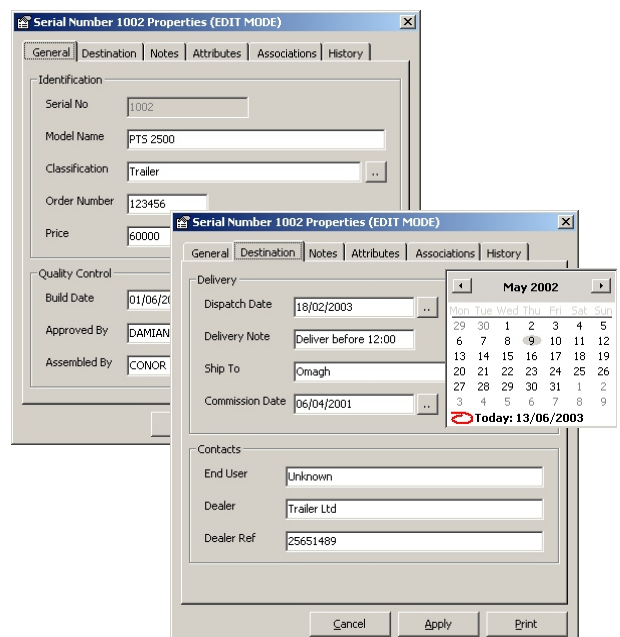 Serial Number 1002 Properties (EDIT MODE)
General Destination Notes Attributes Associations History
Identification
Serial No 1002
Model Name PTS 2500
Classification Trailer ..
Order Number 123456
Price 60000
Quality Control
Build Date 01/06/20
Approved By DAMIAN
Assembled By CONOR
Serial Number 1002 Properties (EDIT MODE)
General Destination Notes Attributes Associations History
Delivery
Dispatch Date 18/02/2003 ..
Delivery Note Deliver before 12:00
Ship To Omagh
Commission Date 06/04/2001 ..
Contacts
End User Unknown
Dealer Trailer Ltd
Dealer Ref 25651489
Cancel Apply Print
May 2002
Mon Tue Wed Thu Fri Sat Sun
29 30 1 2 3 4 5
6 7 8 9 10 11 12
13 14 15 16 17 18 19
20 21 22 23 24 25 26
27 28 29 30 31 1 2
3 4 5 6 7 8 9
Today: 13/06/2003